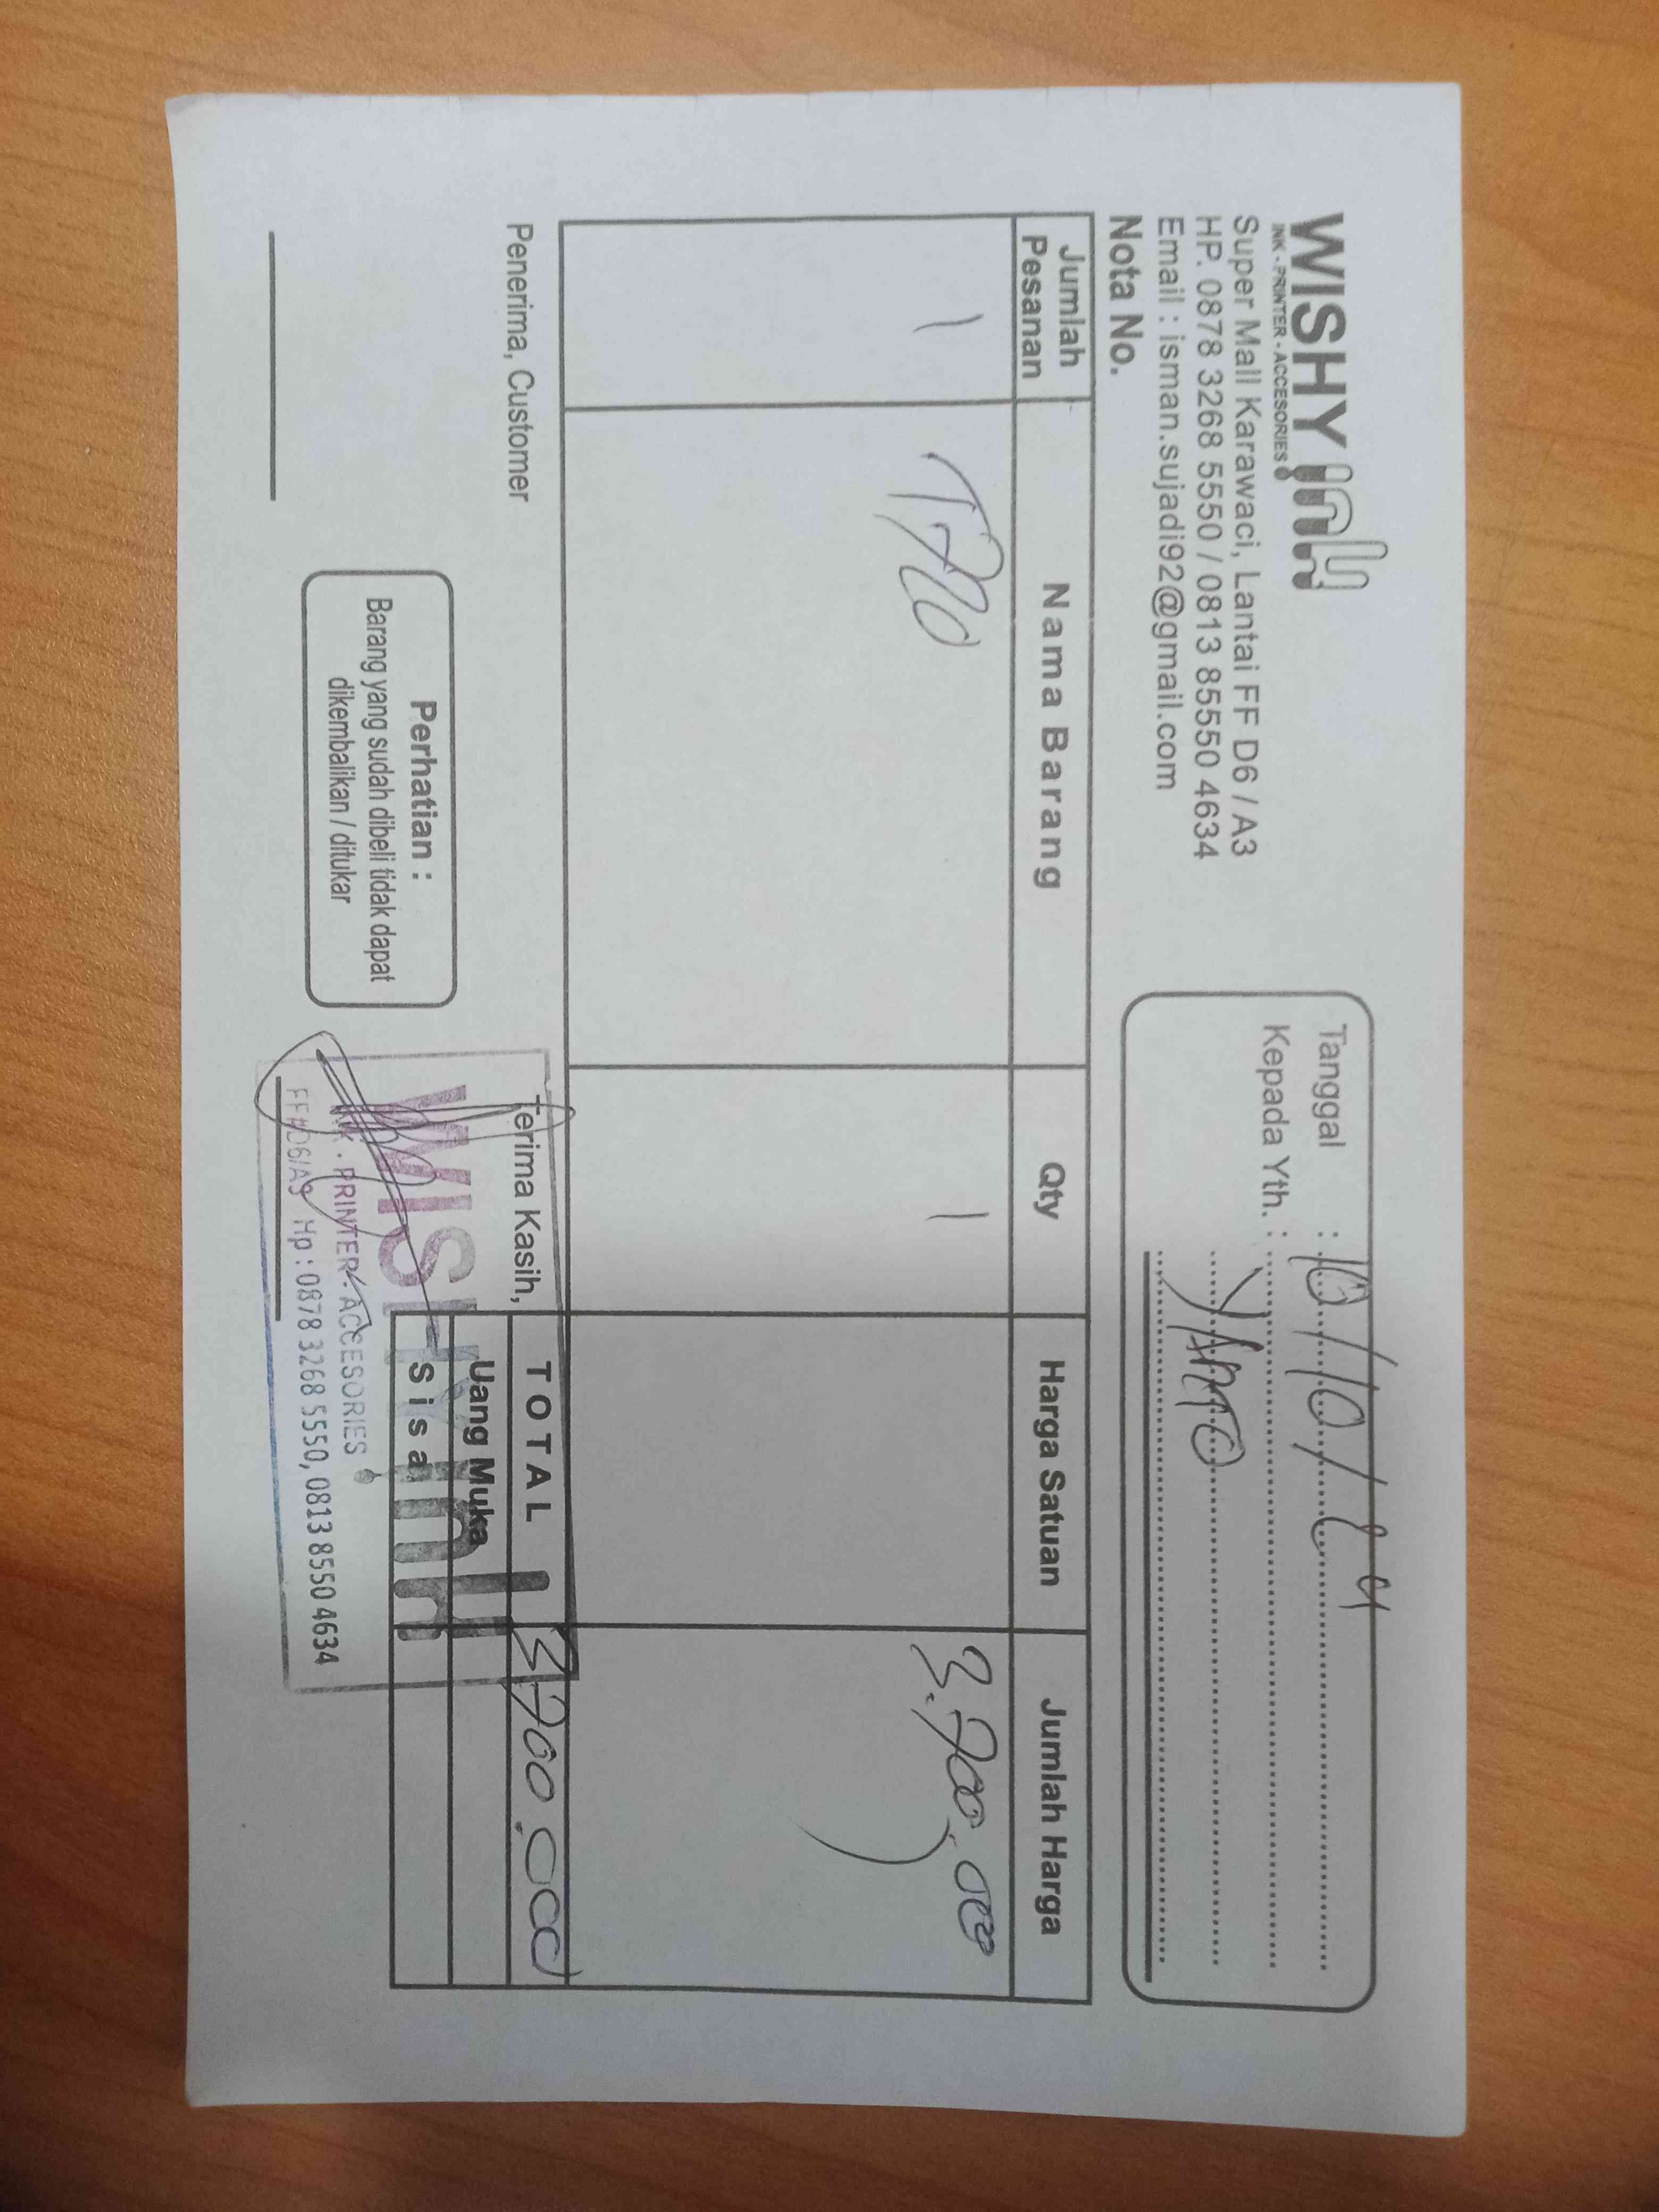 WISHY ink
INK - PRINTER - ACCESORIES
Super Mall Karawaci, Lantai FF D6 / A3
HP. 0878 3268 5550 / 0813 8550 4634
Email : isman.sujadi92@gmail.com
Nota No.
Tanggal : 10/10/24
Kepada Yth. :
Yanto
Jumlah Pesanan Nama Barang Qty Harga Satuan Jumlah Harga
1 1 3.700.000
TOTAL 3.700.000
Uang Muka
Sisa
Penerima, Customer
Perhatian :
Barang yang sudah dibeli tidak dapat
dikembalikan / ditukar
Terima Kasih,
WISHY ink
INK - PRINTER - ACCESORIES
FF#D6/A3 Hp : 0878 3268 5550, 0813 8550 4634